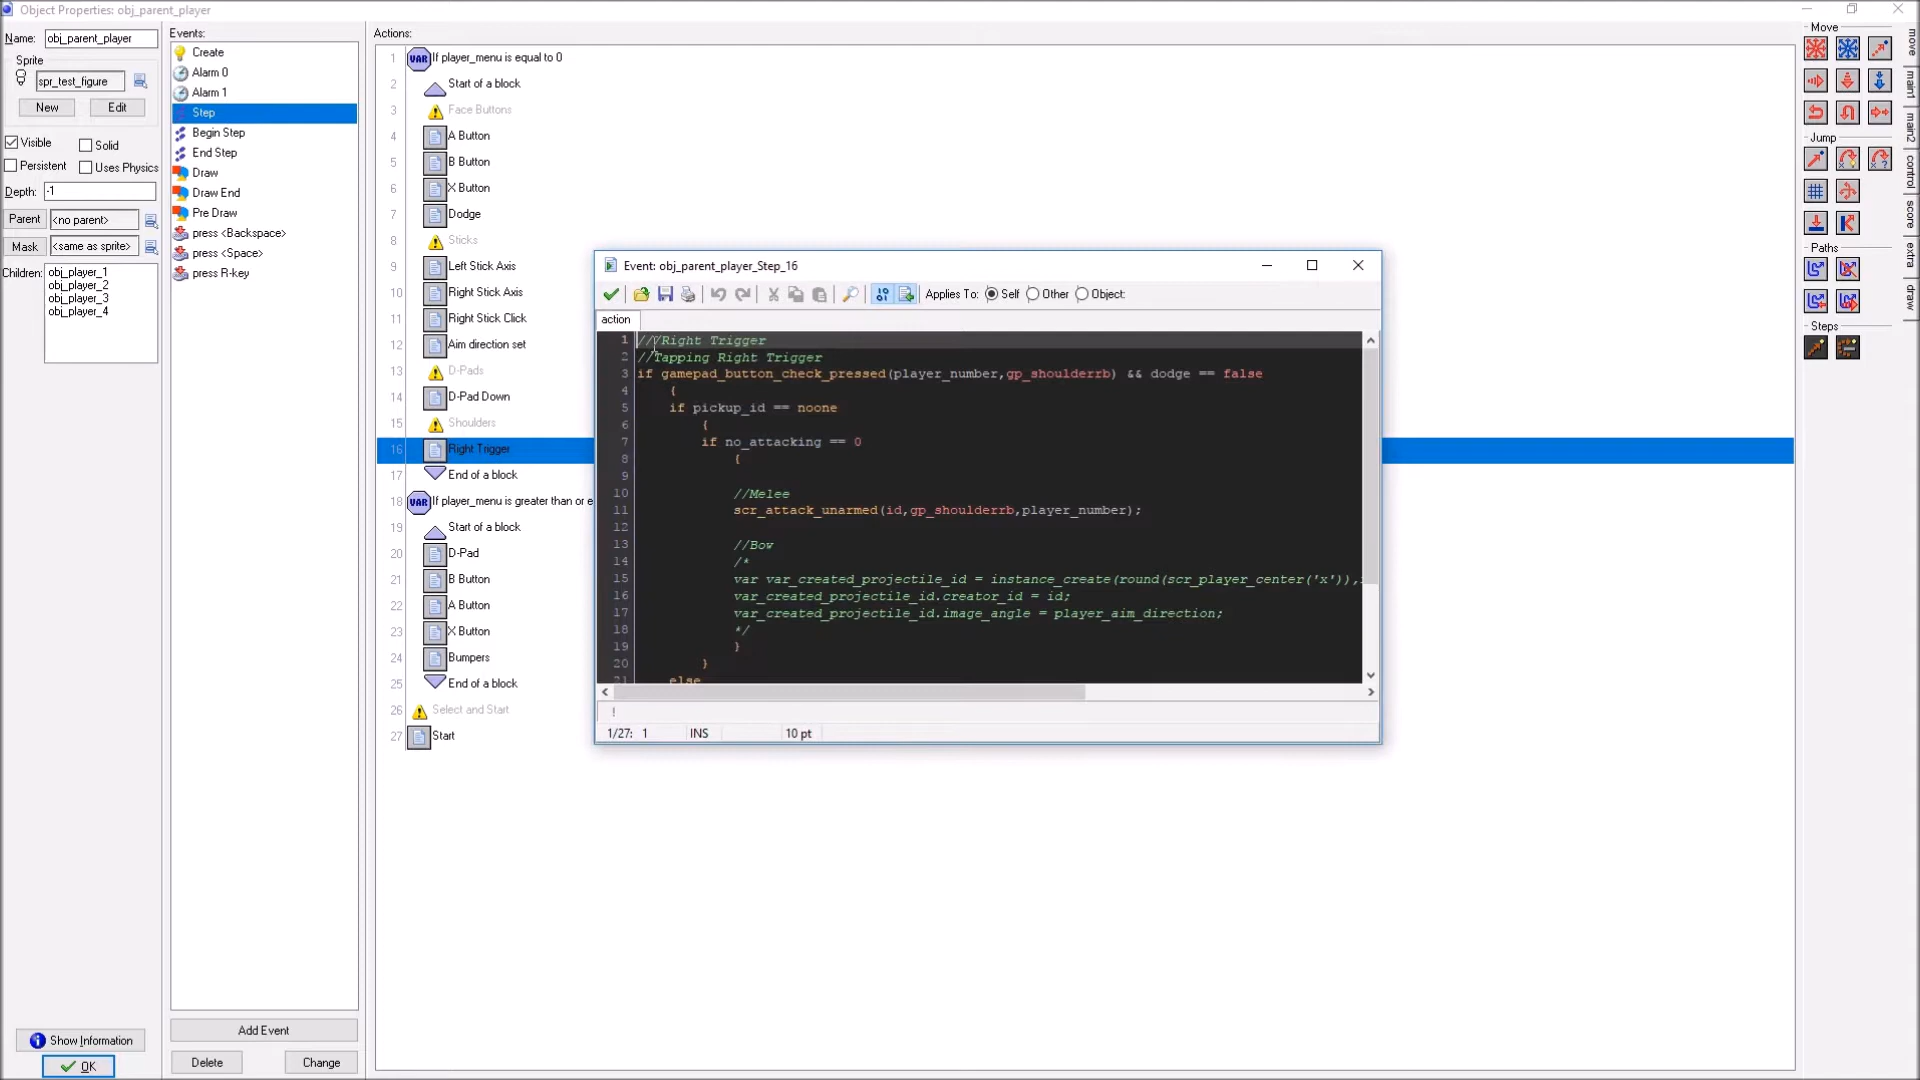 Object Properties: obj_parent_player
Name: obj_parent_player
Sprite
spr_test_figure
New Edit
Visible Solid
Persistent Uses Physics
Depth: -1
Parent <no parent>
Mask <same as sprite>
Children: obj_player_1
obj_player_2
obj_player_3
obj_player_4
Show Information
OK
Events:
Create
Alarm 0
Alarm 1
Step
Begin Step
End Step
Draw
Draw End
Pre Draw
press <Backspace>
press <Space>
press R-key
Add Event
Delete Change
Actions:
1 VAR If player_menu is equal to 0
2 Start of a block
3 Face Buttons
4 A Button
5 B Button
6 X Button
7 Dodge
8 Sticks
9 Left Stick Axis
10 Right Stick Axis
11 Right Stick Click
12 Aim direction set
13 D-Pads
14 D-Pad Down
15 Shoulders
16 Right Trigger
17 End of a block
18 VAR If player_menu is greater than or e
19 Start of a block
20 D-Pad
21 B Button
22 A Button
23 X Button
24 Bumpers
25 End of a block
26 Select and Start
27 Start
Event: obj_parent_player_Step_16
Applies To: Self Other Object:
action
1 ///Right Trigger
2 //Tapping Right Trigger
3 if gamepad_button_check_pressed(player_number,gp_shoulderrb) && dodge == false
4 {
5 if pickup_id == noone
6 {
7 if no_attacking == 0
8 {
9
10 //Melee
11 scr_attack_unarmed(id,gp_shoulderrb,player_number);
12
13 //Bow
14 /*
15 var var_created_projectile_id = instance_create(round(scr_player_center('x')),
16 var_created_projectile_id.creator_id = id;
17 var_created_projectile_id.image_angle = player_aim_direction;
18 */
19 }
20 }
21 else
!
1/27: 1 INS 10 pt
Move
Jump
Paths
Steps
move
main1
main2
control
score
extra
draw